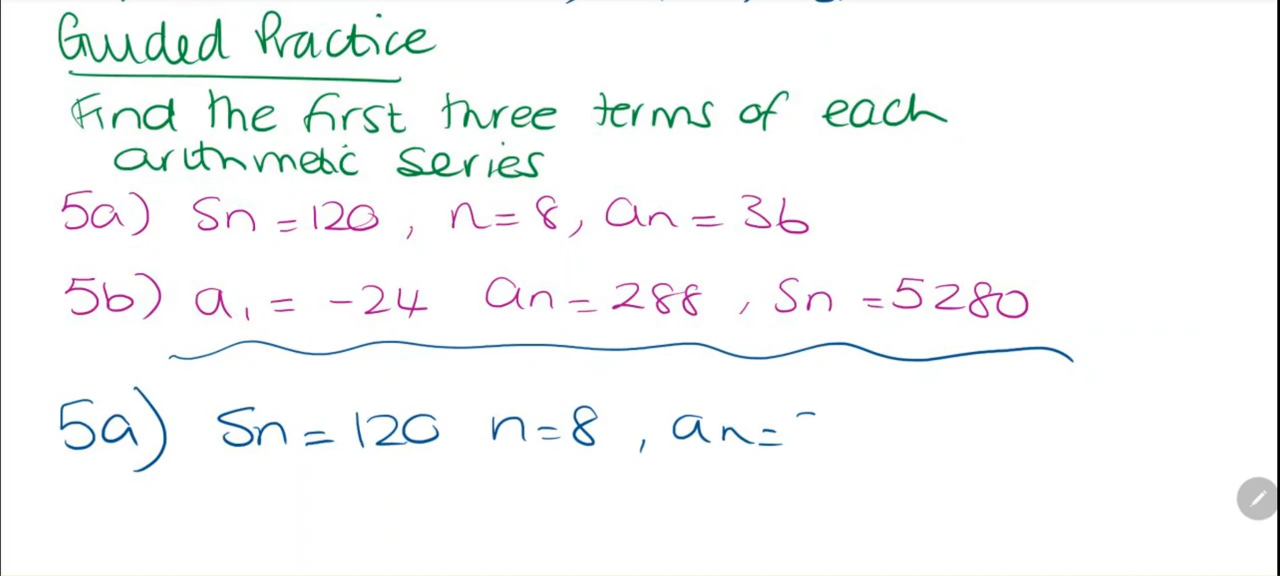 Guided Practice
Find the first three terms of each
arithmetic series
5a) Sn = 120 , n = 8, an = 36
5b) a₁ = -24 an = 288 , Sn = 5280
5a) Sn = 120 n = 8 , an =